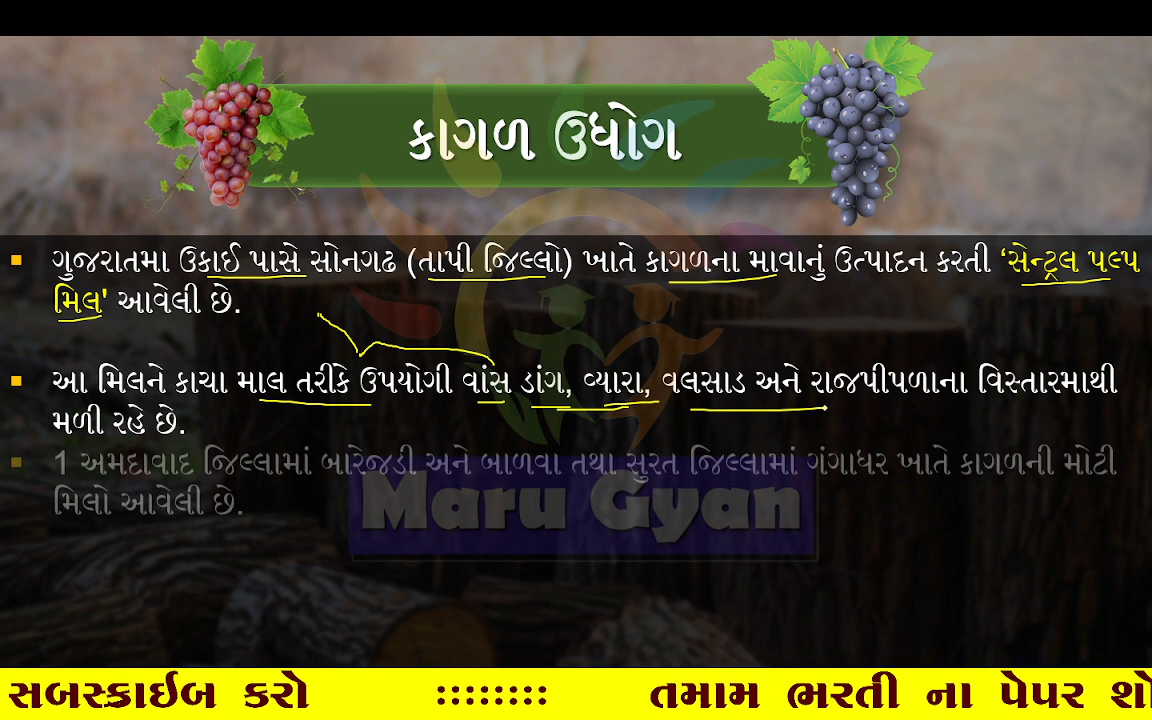 કાગળ ઉધોગ
▪ ગુજરાતમા ઉકાઈ પાસે સોનગઢ (તાપી જિલ્લો) ખાતે કાગળના માવાનું ઉત્પાદન કરતી ‘સેન્ટ્રલ પલ્પ
મિલ' આવેલી છે.
▪ આ મિલને કાચા માલ તરીકે ઉપયોગી વાંસ ડાંગ, વ્યારા, વલસાડ અને રાજપીપળાના વિસ્તારમાથી
મળી રહે છે.
▪ 1 અમદાવાદ જિલ્લામાં બારેજડી અને બાળવા તથા સુરત જિલ્લામાં ગંગાધર ખાતે કાગળની મોટી
મિલો આવેલી છે.
Maru Gyan
સબસ્ક્રાઈબ કરો :::::::: તમામ ભરતી ના પેપર શો